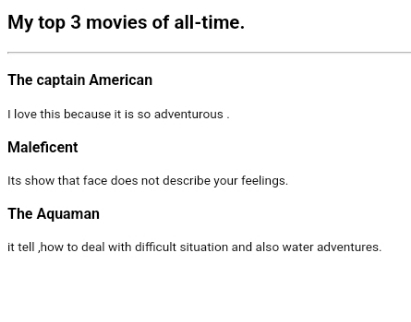 My top 3 movies of all-time.
The captain American
I love this because it is so adventurous .
Maleficent
Its show that face does not describe your feelings.
The Aquaman
it tell ,how to deal with difficult situation and also water adventures.